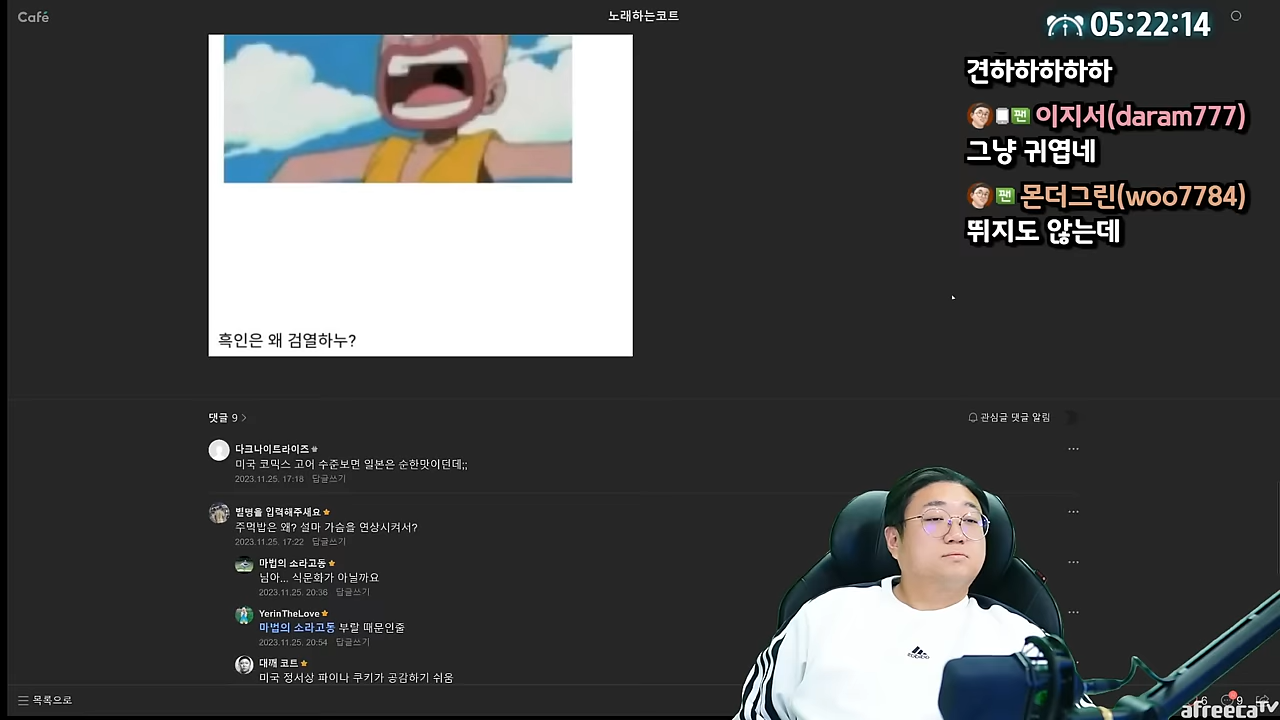 Café
노래하는코트
05:22:14
견하하하하하
팬 이지서(daram777)
그냥 귀엽네
팬 몬더그린(woo7784)
뛰지도 않는데
흑인은 왜 검열하누?
댓글 9
관심글 댓글 알림
다크나이트라이즈
미국 코믹스 고어 수준보면 일본은 순한맛이던데;;
2023.11.25. 17:18 답글쓰기
별명을 입력해주세요
주먹밥은 왜? 설마 가슴을 연상시켜서?
2023.11.25. 17:22 답글쓰기
마법의 소라고동
님아... 식문화가 아닐까요
2023.11.25. 20:36 답글쓰기
YerinTheLove
마법의 소라고동 부랄 때문인줄
2023.11.25. 20:54 답글쓰기
대깨 코트
미국 정서상 파이나 쿠키가 공감하기 쉬움
목록으로
6
9
afreecaTV